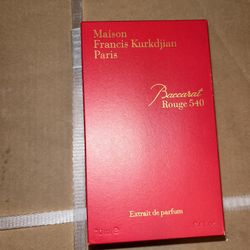 Maison
Francis Kurkdjian
Paris
Baccarat
Rouge 540
Extrait de parfum